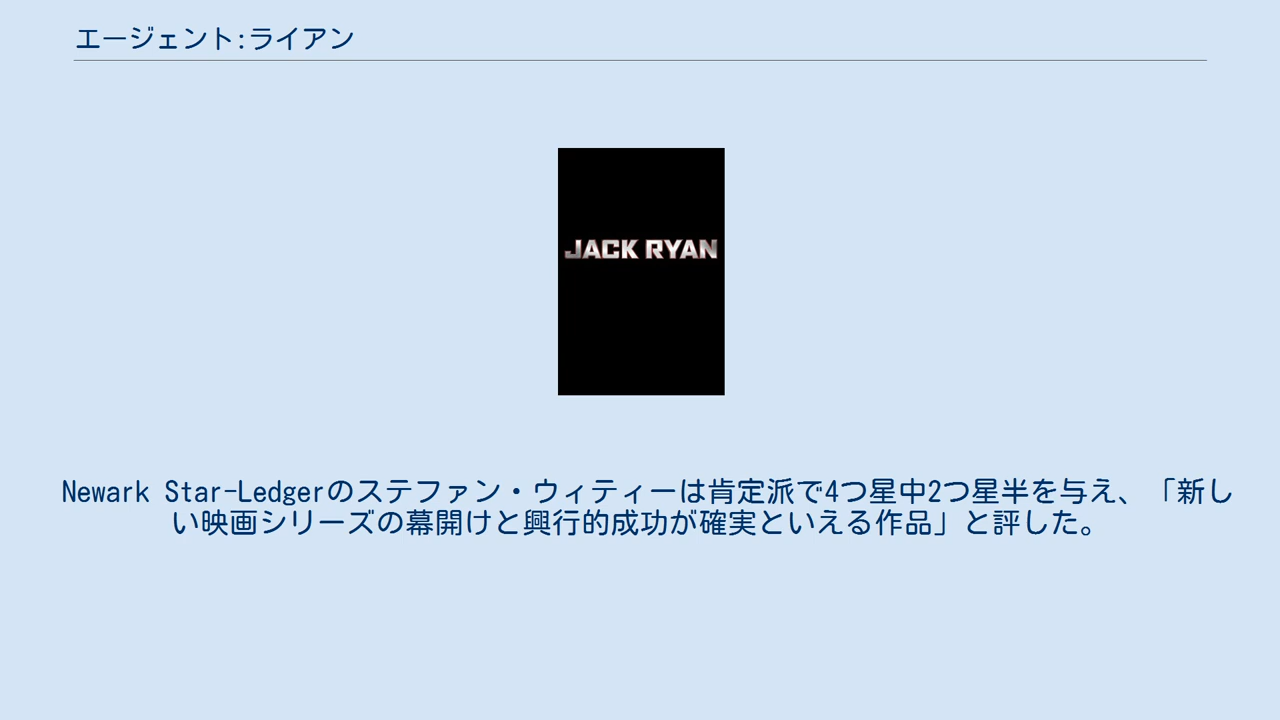 エージェント:ライアン
JACK RYAN
Newark Star-Ledgerのステファン・ウィティーは肯定派で4つ星中2つ星半を与え、「新し
い映画シリーズの幕開けと興行的成功が確実といえる作品」と評した。